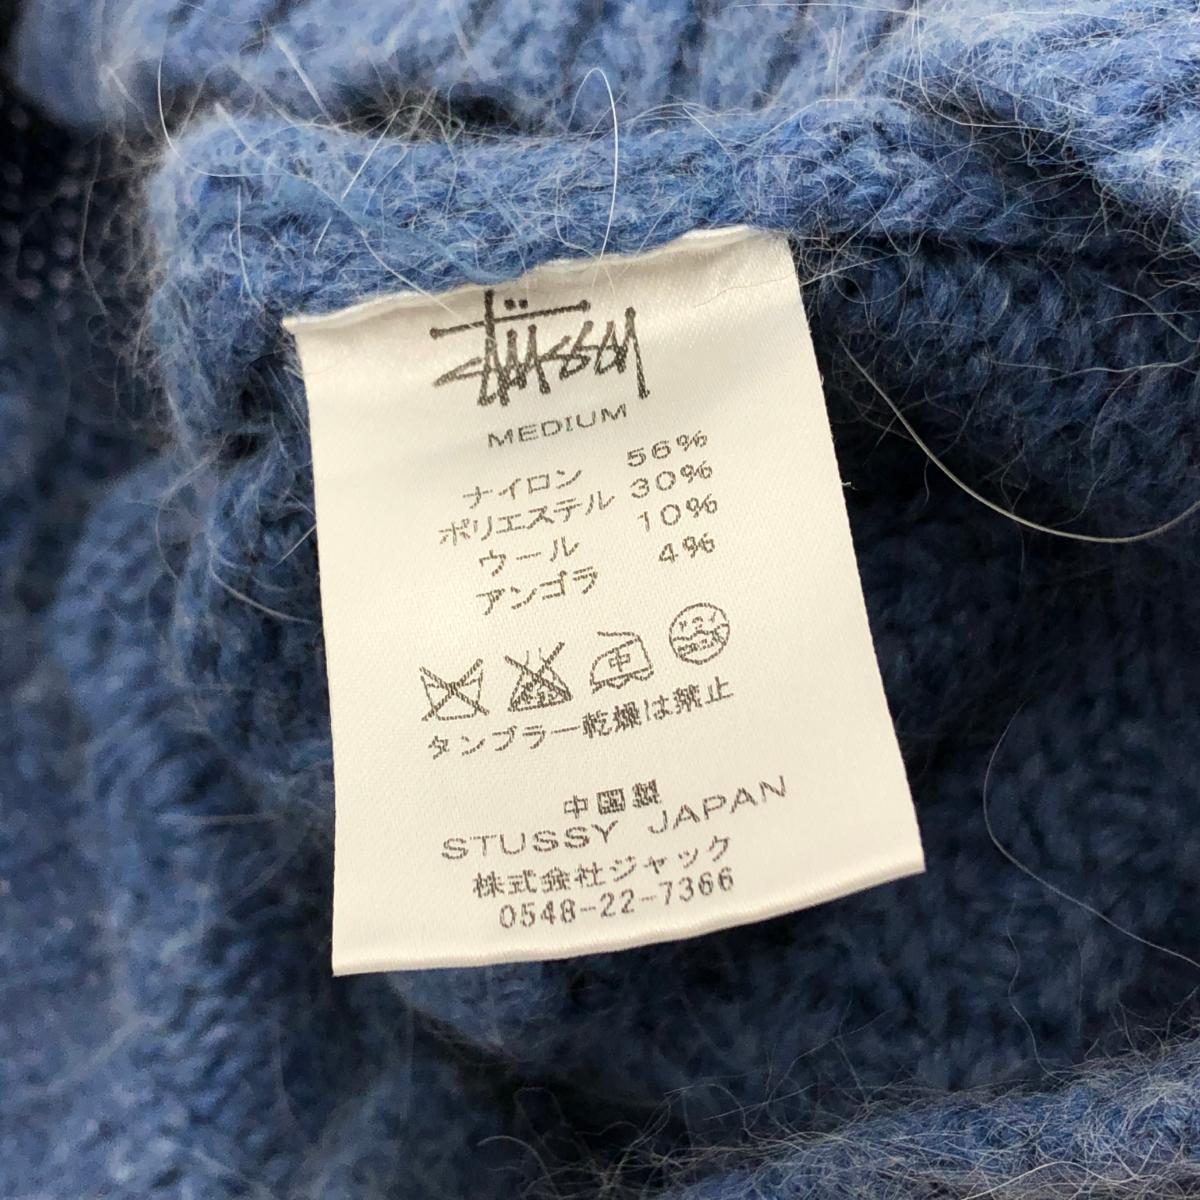 Stüssy
MEDIUM
ナイロン 56%
ポリエステル 30%
ウール 10%
アンゴラ 4%
中
タンブラー乾燥は禁止
中国製
STUSSY JAPAN
株式会社ジャック
0548-22-7366